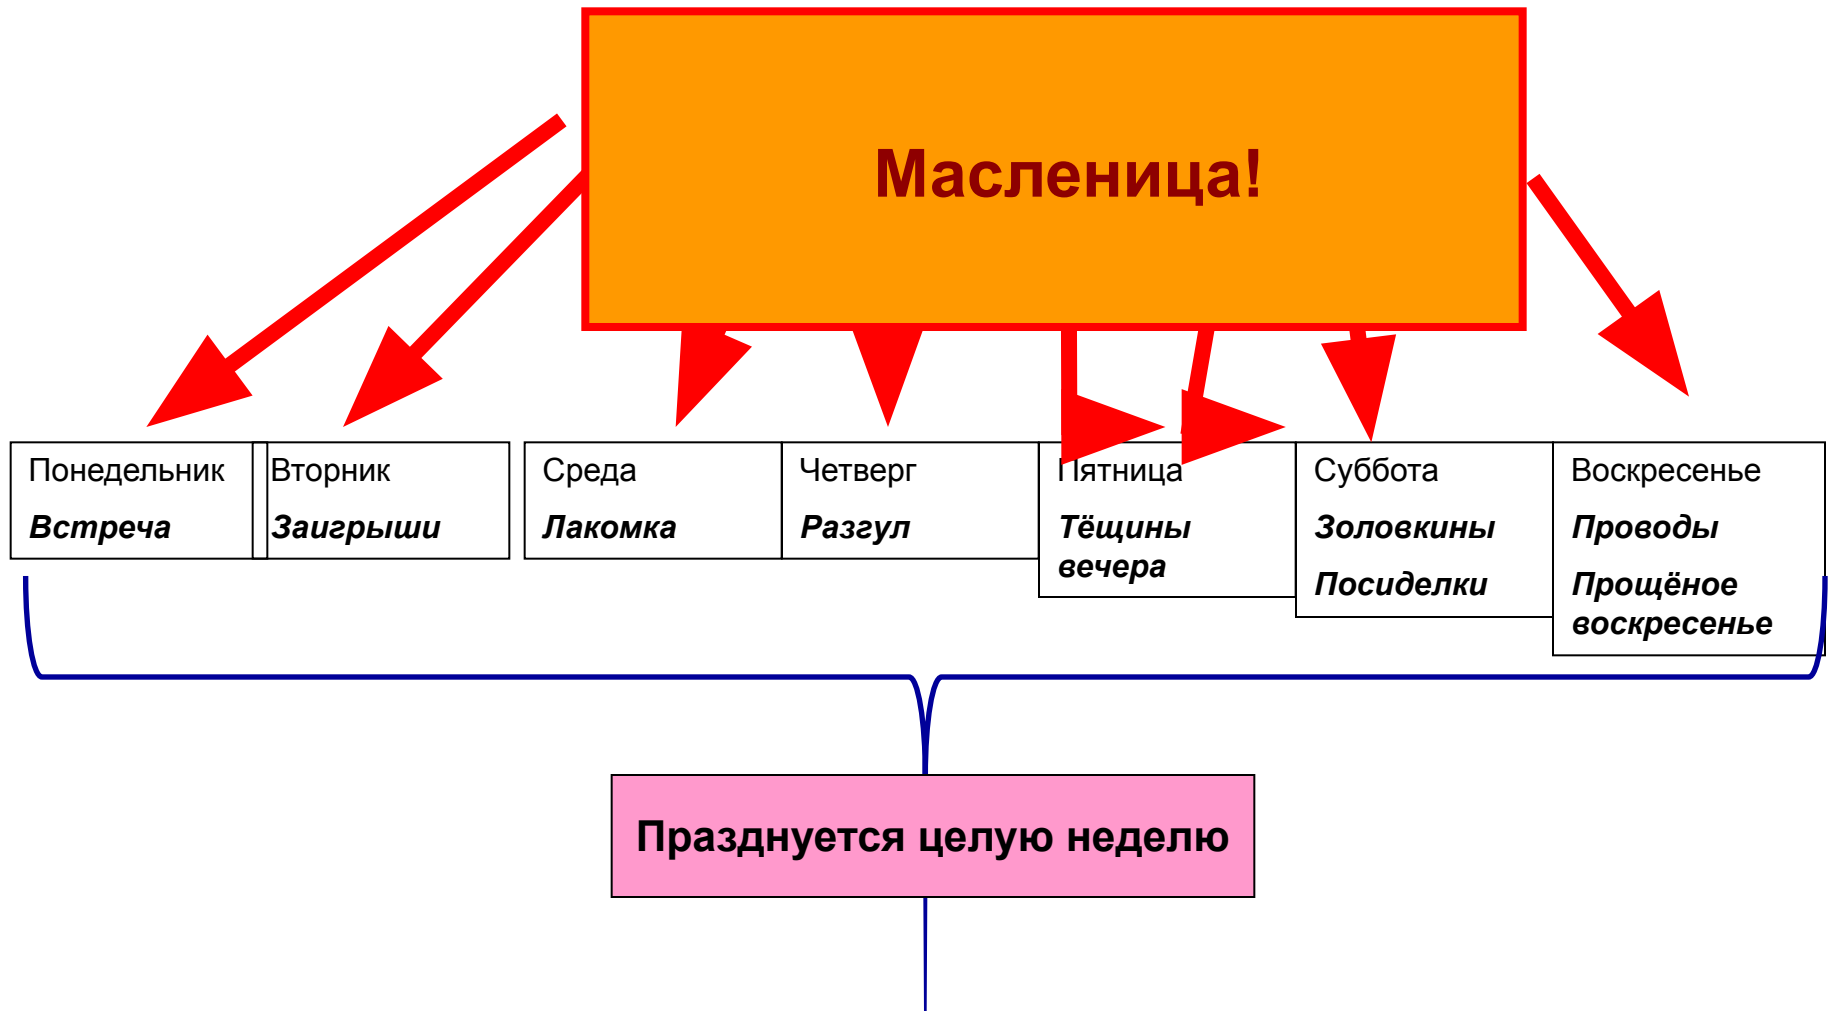 Масленица!
Понедельник
Встреча
Вторник
Заигрыши
Среда
Лакомка
Четверг
Разгул
Пятница
Тёщины
вечера
Суббота
Золовкины
Посиделки
Воскресенье
Проводы
Прощёное
воскресенье
Празднуется целую неделю